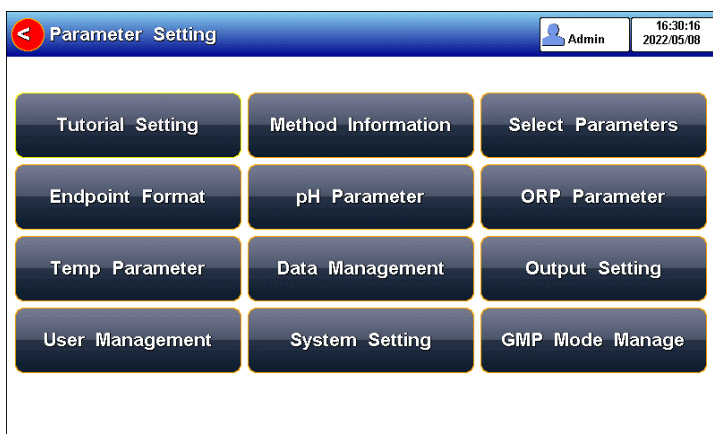 < Parameter Setting
Admin
16:30:16
2022/05/08
Tutorial Setting
Method Information
Select Parameters
Endpoint Format
pH Parameter
ORP Parameter
Temp Parameter
Data Management
Output Setting
User Management
System Setting
GMP Mode Manage